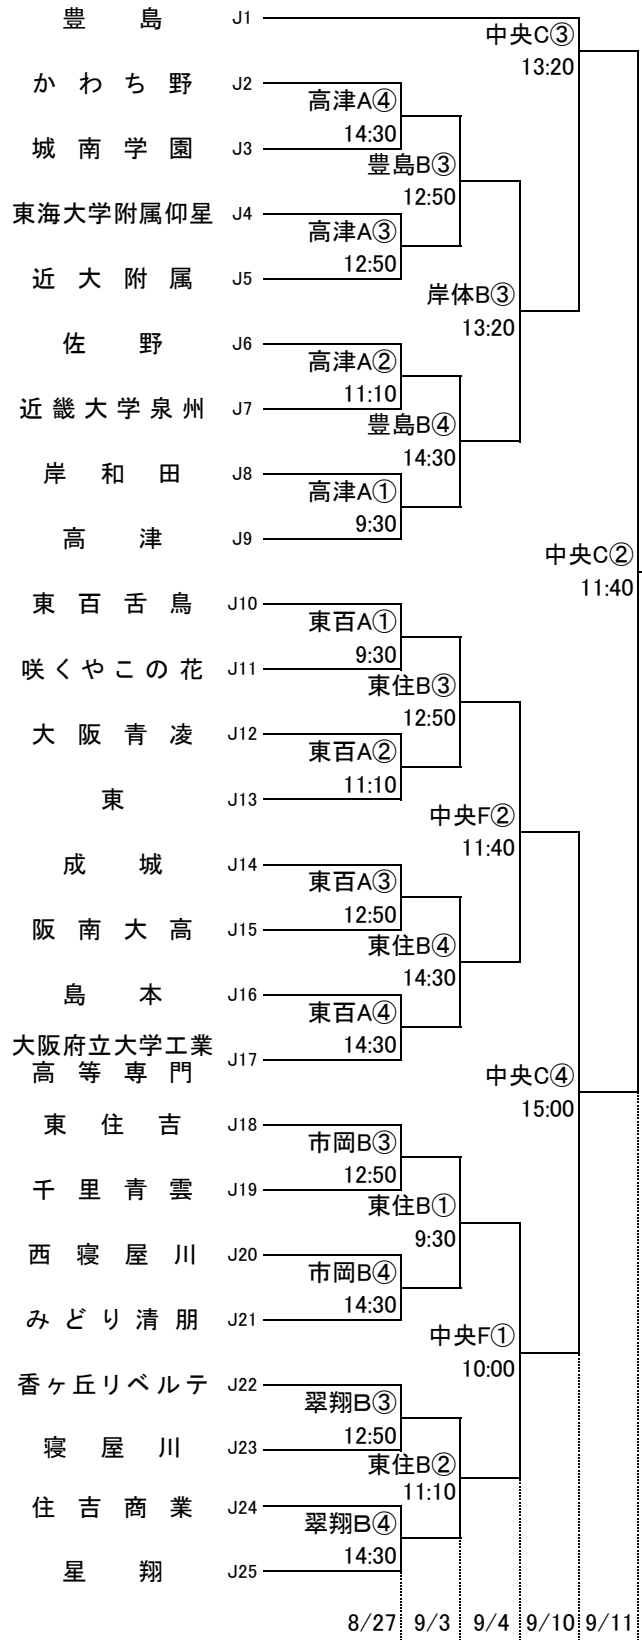 豊島 J1
中央C③
13:20
かわち野 J2
高津A④
14:30
城南学園 J3
豊島B③
12:50
東海大学附属仰星 J4
高津A③
12:50
近大附属 J5
岸体B③
13:20
佐野 J6
高津A②
11:10
近畿大学泉州 J7
豊島B④
14:30
岸和田 J8
高津A①
9:30
高津 J9
中央C②
11:40
東百舌鳥 J10
東百A①
9:30
咲くやこの花 J11
東住B③
12:50
大阪青凌 J12
東百A②
11:10
東 J13
中央F②
11:40
成城 J14
東百A③
12:50
阪南大高 J15
東住B④
14:30
島本 J16
東百A④
14:30
大阪府立大学工業
高等専門 J17
中央C④
15:00
東住吉 J18
市岡B③
12:50
千里青雲 J19
東住B①
9:30
西寝屋川 J20
市岡B④
14:30
みどり清朋 J21
中央F①
10:00
香ヶ丘リベルテ J22
翠翔B③
12:50
寝屋川 J23
東住B②
11:10
住吉商業 J24
翠翔B④
14:30
星翔 J25
8/27 9/3 9/4 9/10 9/11